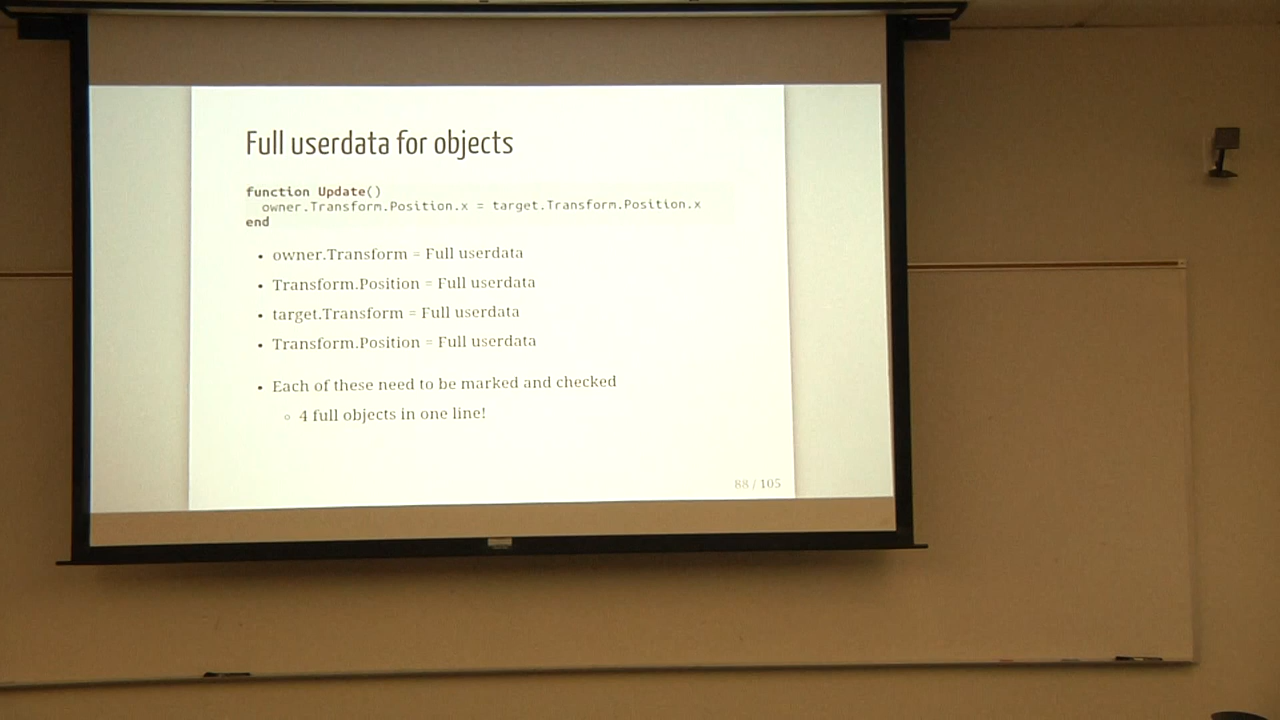 Full userdata for objects
function Update()
owner.Transform.Position.x = target.Transform.Position.x
end
• owner.Transform = Full userdata
• Transform.Position = Full userdata
• target.Transform = Full userdata
• Transform.Position = Full userdata
• Each of these need to be marked and checked
◦ 4 full objects in one line!
88 / 105